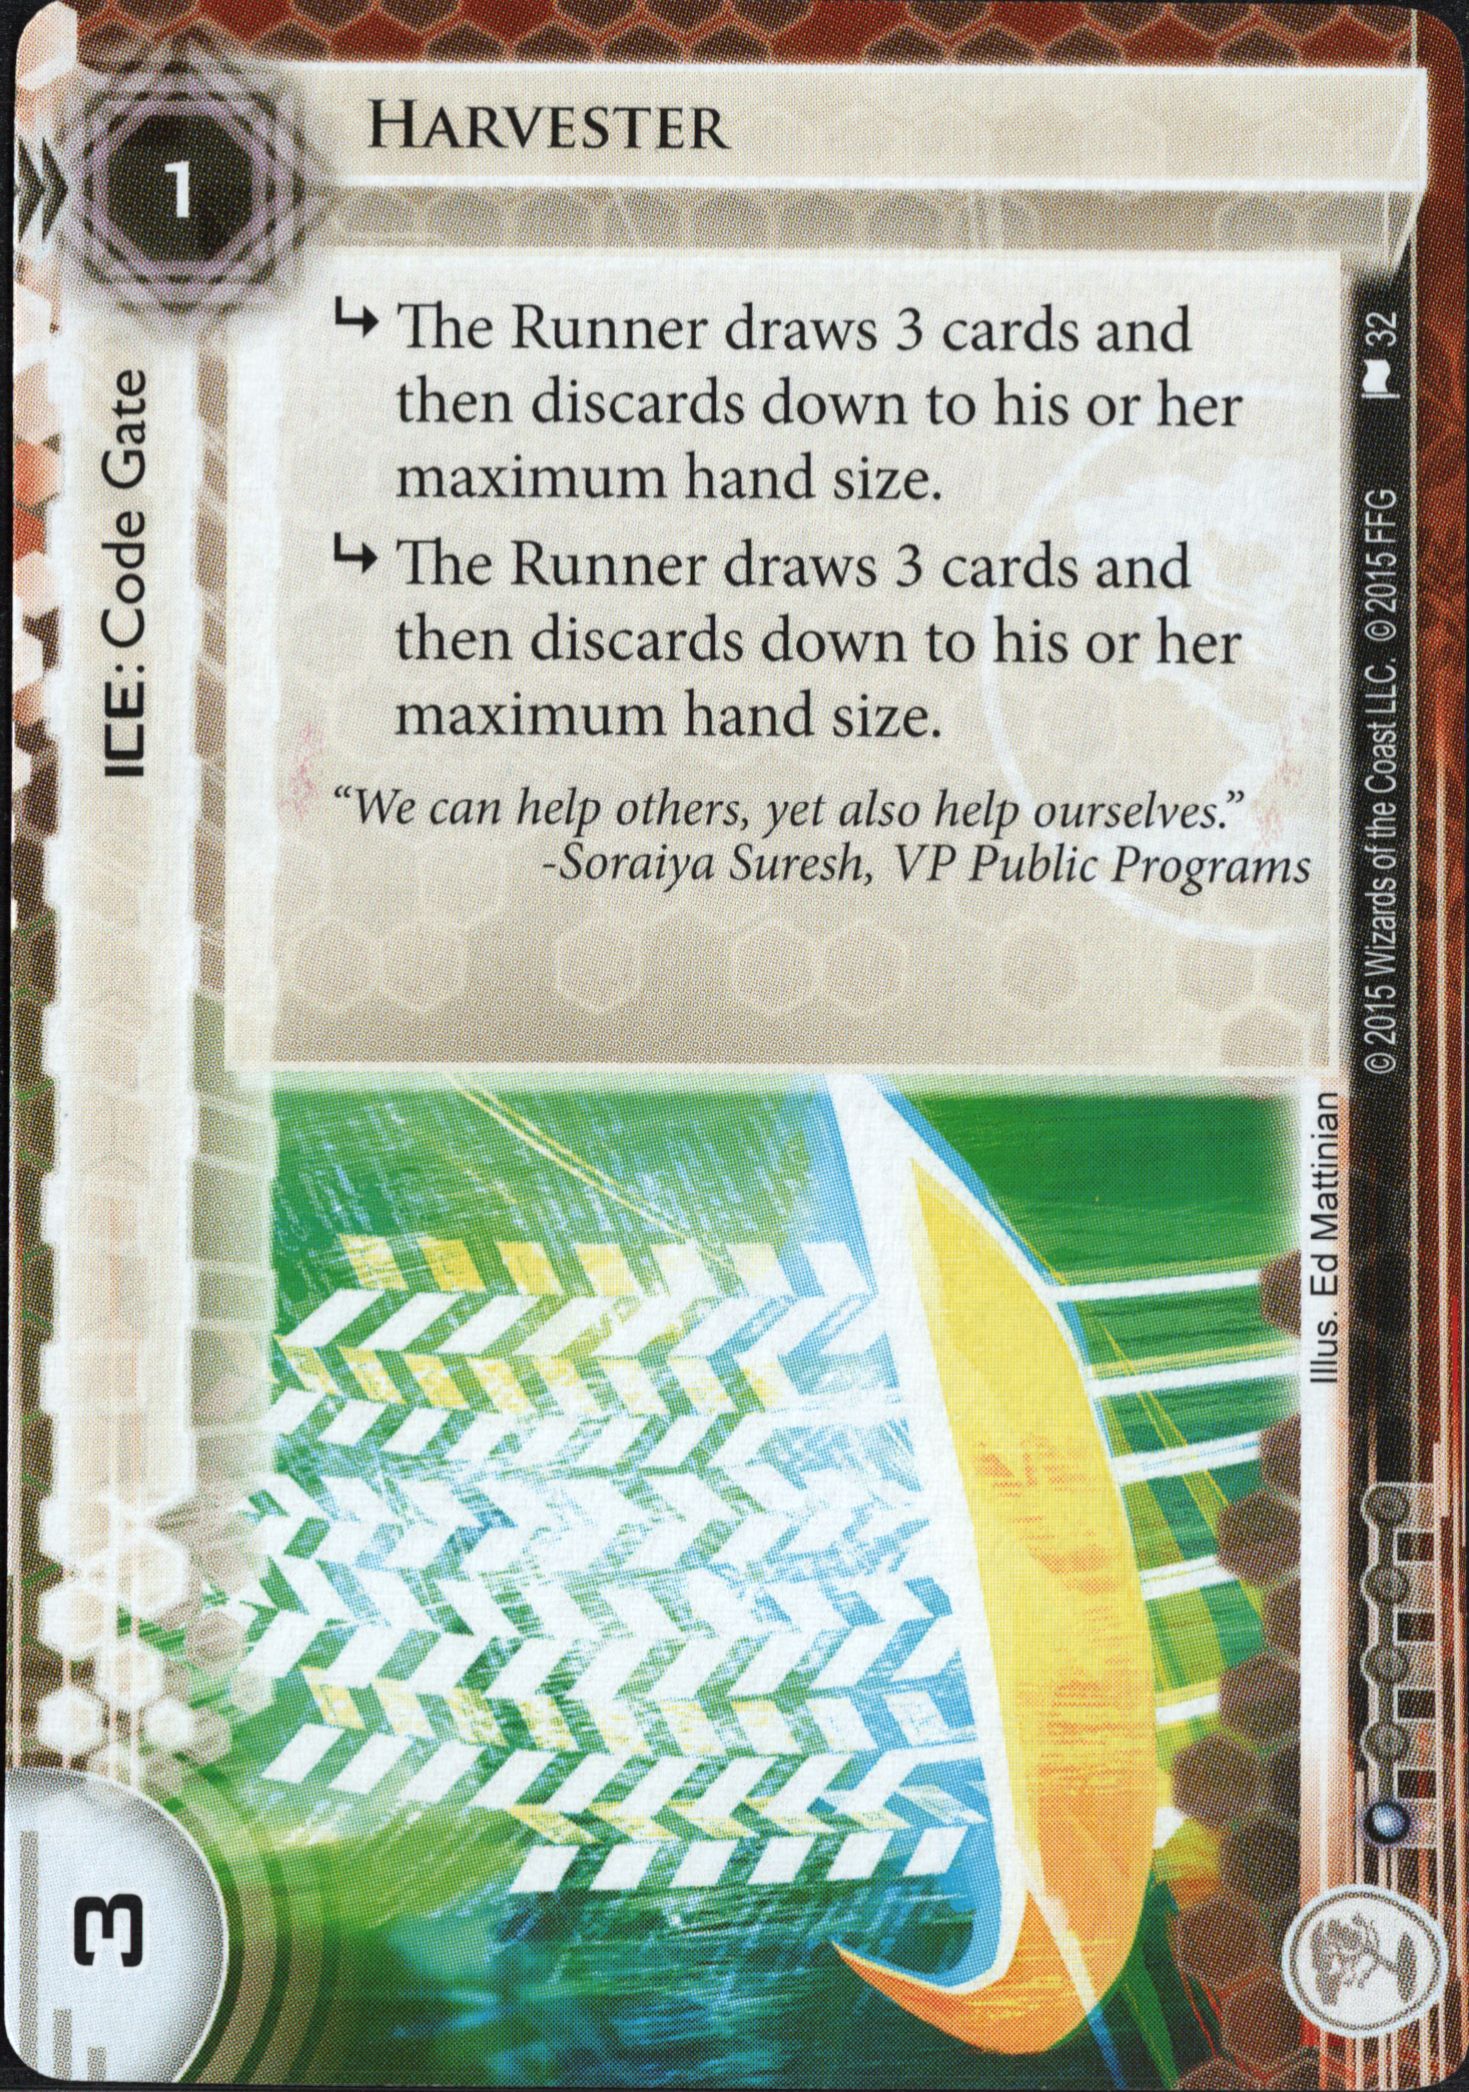 HARVESTER
1
ICE: Code Gate
↳ The Runner draws 3 cards and
then discards down to his or her
maximum hand size.
↳ The Runner draws 3 cards and
then discards down to his or her
maximum hand size.
“We can help others, yet also help ourselves.”
-Soraiya Suresh, VP Public Programs
© 2015 Wizards of the Coast LLC. © 2015 FFG 32
Illus. Ed Mattinian
3